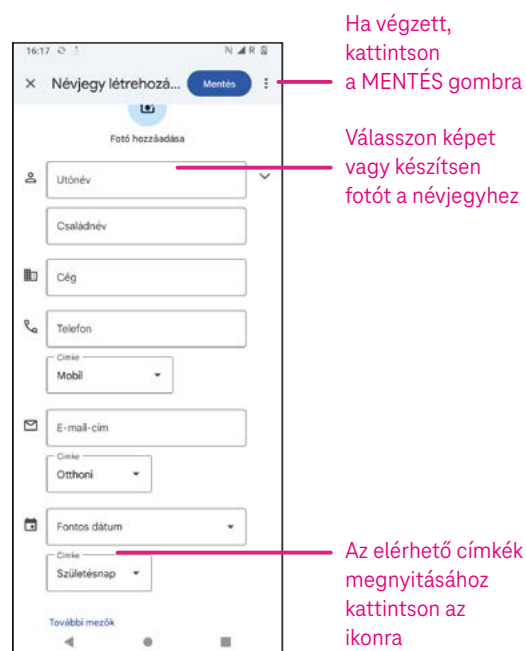 16:17
N R
Névjegy létrehozá...
Mentés
Fotó hozzáadása
Utónév
Családnév
Cég
Telefon
Címke
Mobil
E-mail-cím
Címke
Otthoni
Fontos dátum
Címke
Születésnap
További mezők
Ha végzett,
kattintson
a MENTÉS gombra
Válasszon képet
vagy készítsen
fotót a névjegyhez
Az elérhető címkék
megnyitásához
kattintson az
ikonra